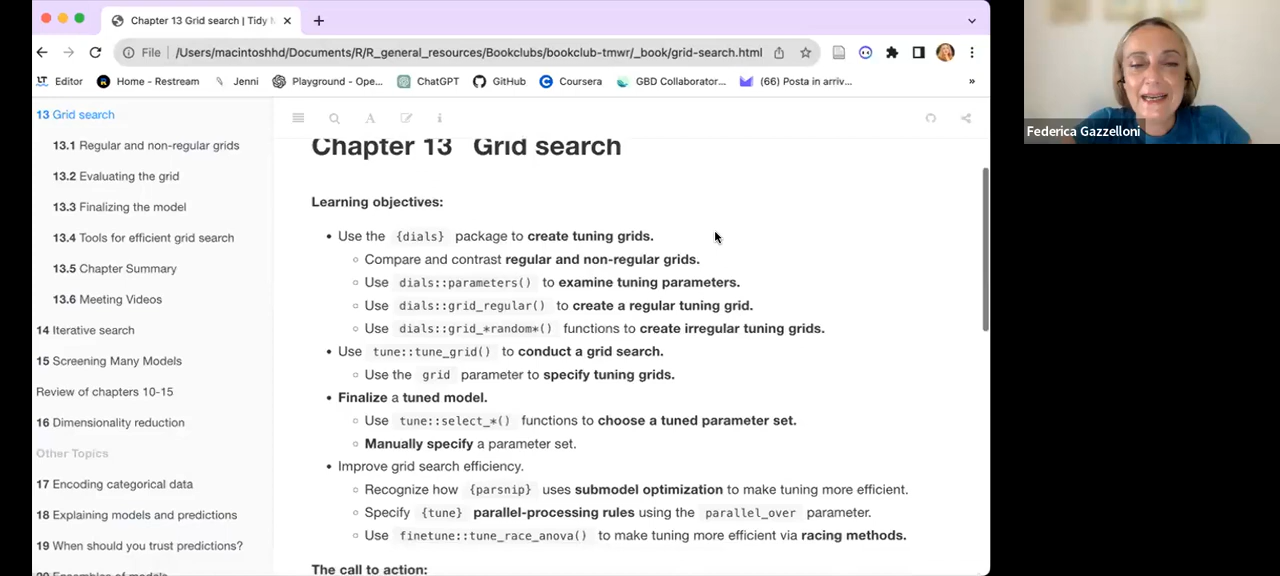 Chapter 13 Grid search | Tidy M
File /Users/macintoshhd/Documents/R/R_general_resources/Bookclubs/bookclub-tmwr/_book/grid-search.html
Editor Home - Restream Jenni Playground - Ope... ChatGPT GitHub Coursera GBD Collaborator... (66) Posta in arriv... »
13 Grid search
13.1 Regular and non-regular grids
13.2 Evaluating the grid
13.3 Finalizing the model
13.4 Tools for efficient grid search
13.5 Chapter Summary
13.6 Meeting Videos
14 Iterative search
15 Screening Many Models
Review of chapters 10-15
16 Dimensionality reduction
Other Topics
17 Encoding categorical data
18 Explaining models and predictions
19 When should you trust predictions?
Chapter 13 Grid search
Learning objectives:
• Use the {dials} package to create tuning grids.
Compare and contrast regular and non-regular grids.
Use dials::parameters() to examine tuning parameters.
Use dials::grid_regular() to create a regular tuning grid.
Use dials::grid_*random*() functions to create irregular tuning grids.
• Use tune::tune_grid() to conduct a grid search.
Use the grid parameter to specify tuning grids.
• Finalize a tuned model.
Use tune::select_*() functions to choose a tuned parameter set.
Manually specify a parameter set.
• Improve grid search efficiency.
Recognize how {parsnip} uses submodel optimization to make tuning more efficient.
Specify {tune} parallel-processing rules using the parallel_over parameter.
Use finetune::tune_race_anova() to make tuning more efficient via racing methods.
The call to action:
Federica Gazzelloni